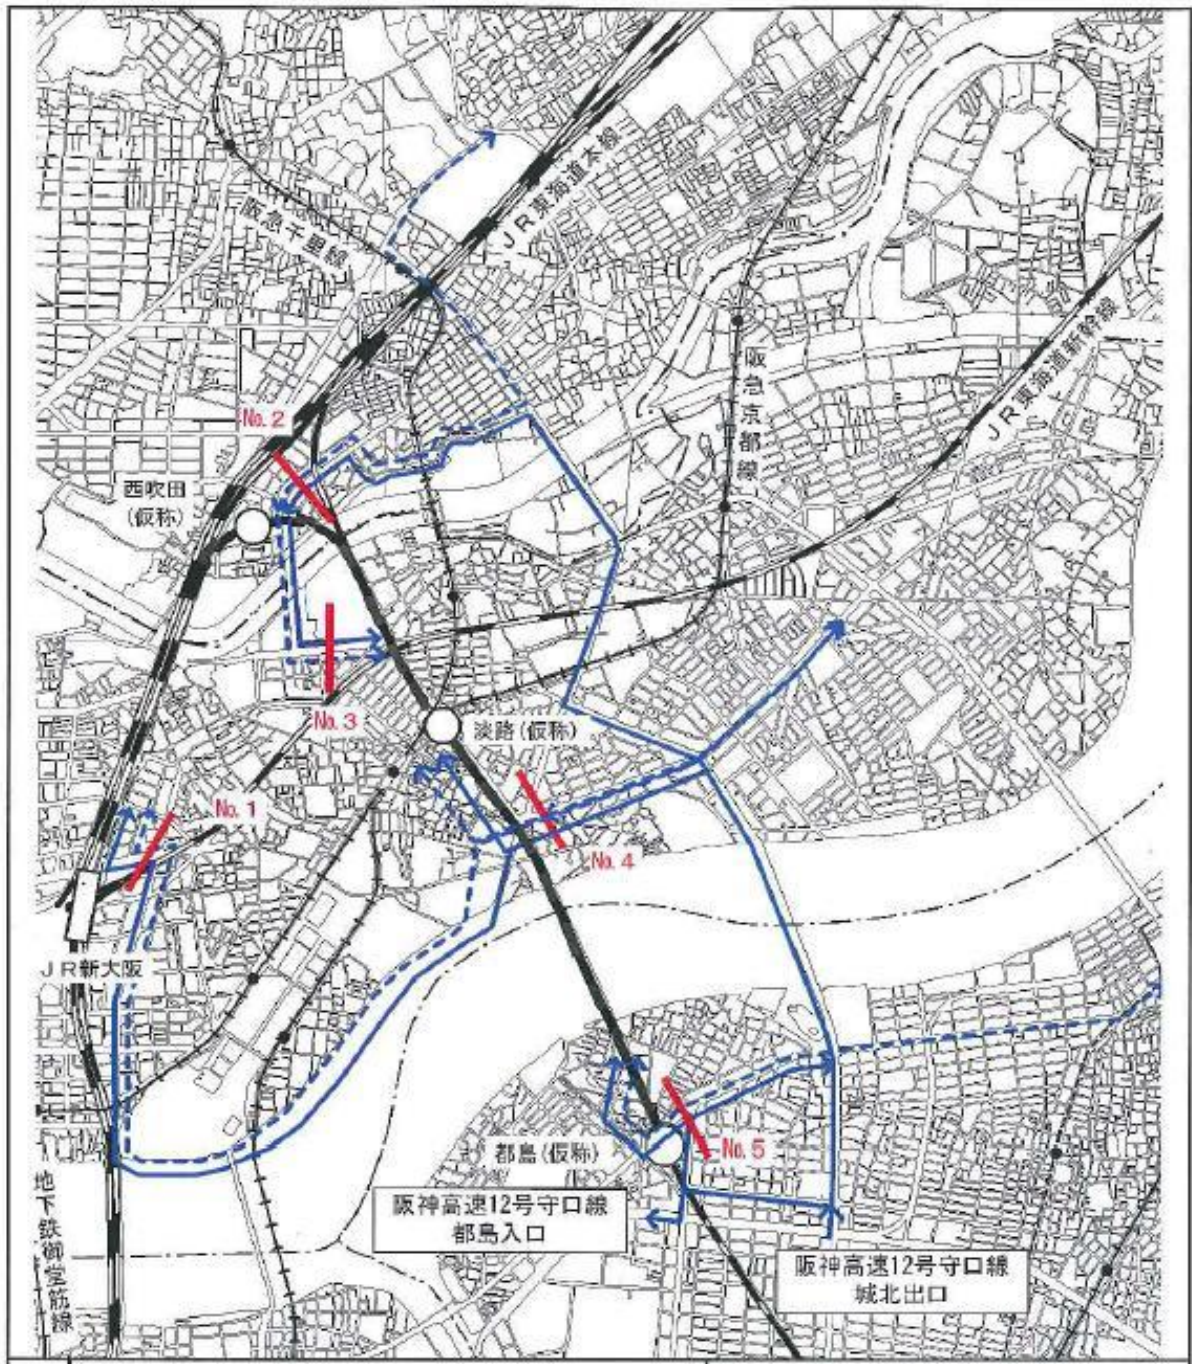 阪急千里線
JR東海道本線
No.2
阪急京都線
JR東海道新幹線
西吹田
(仮称)
No.3
淡路(仮称)
No.1
No.4
JR新大阪
都島(仮称)
No.5
地下鉄御堂筋線
阪神高速12号守口線
都島入口
阪神高速12号守口線
城北出口